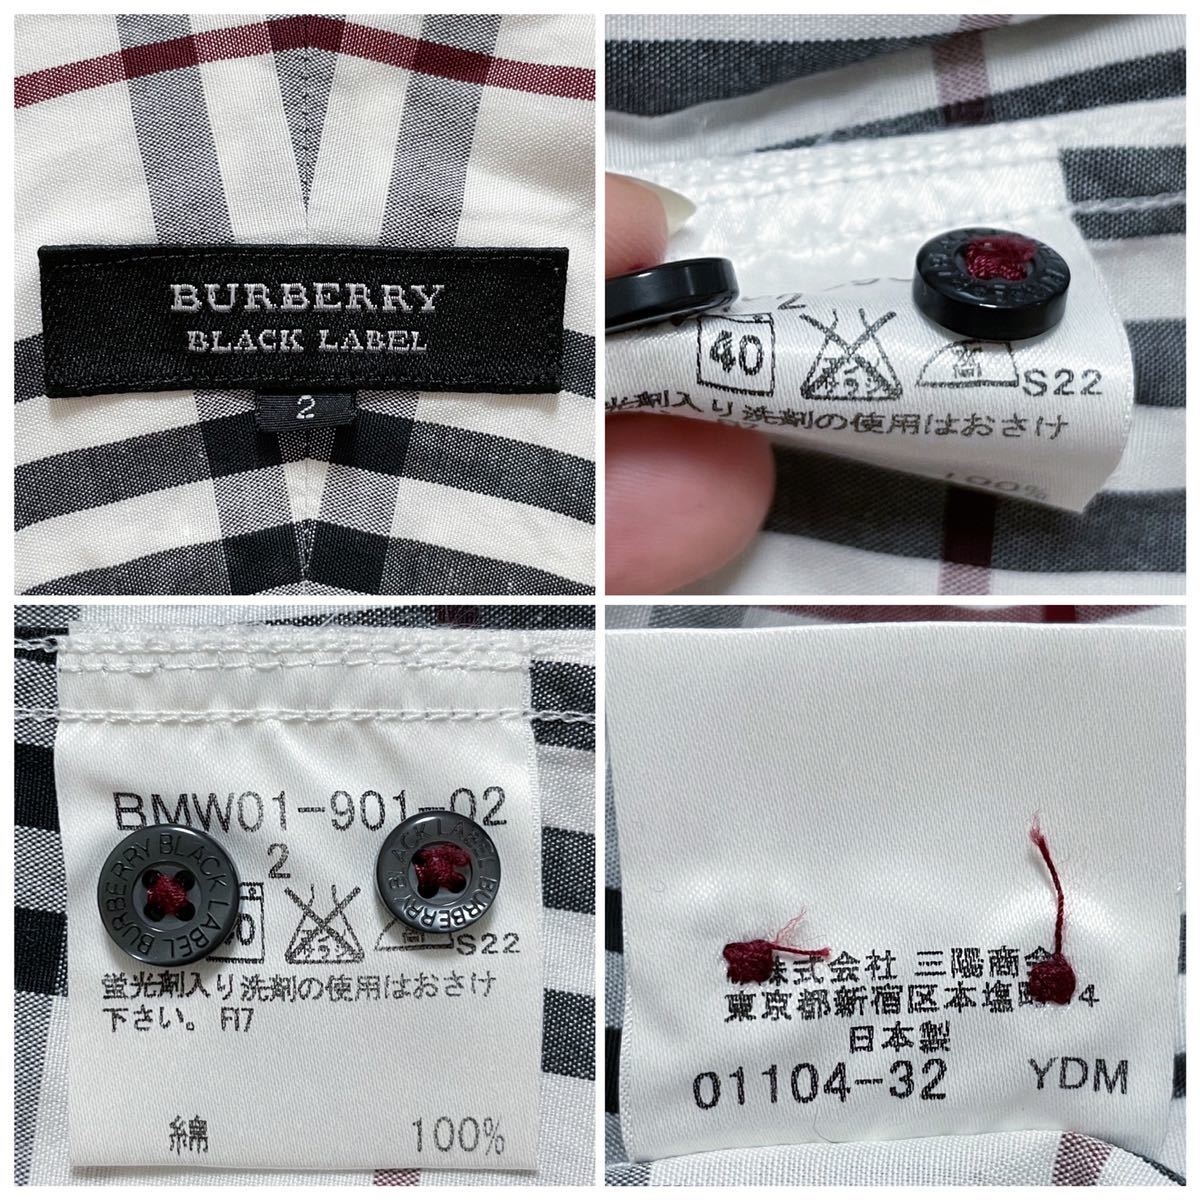 BURBERRY
BLACK LABEL
2
2
40
S22
蛍光剤入り洗剤の使用はおさけ
100%
BMW01-901-02
2
BURBERRY BLACK LABEL
BURBERRY BLACK LABEL
S22
蛍光剤入り洗剤の使用はおさけ
下さい。 F17
綿 100%
株式会社 三陽商会
東京都新宿区本塩町14
日本製
01104-32 YDM